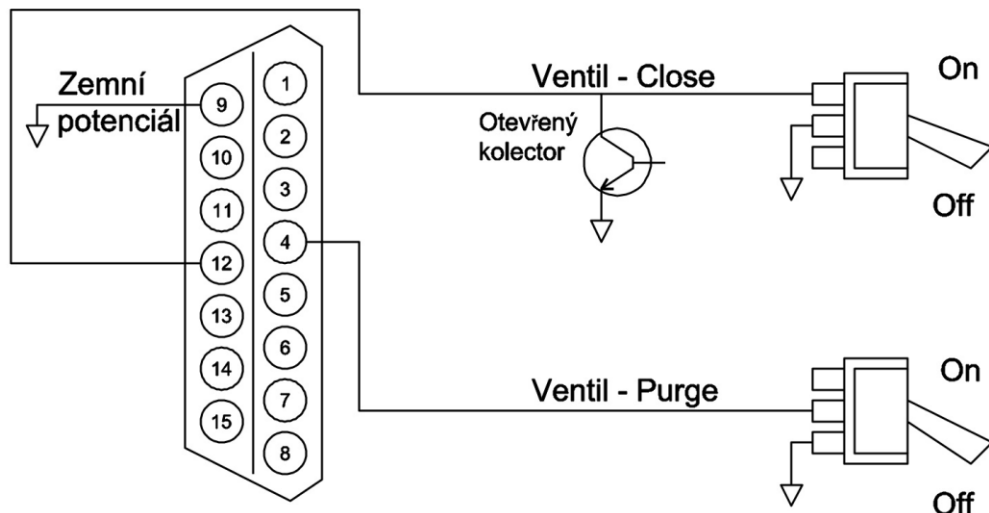 Zemní
potenciál
9
10
11
12
13
14
15
1
2
3
4
5
6
7
8
Ventil - Close
Otevřený
kolector
On
Off
Ventil - Purge
On
Off